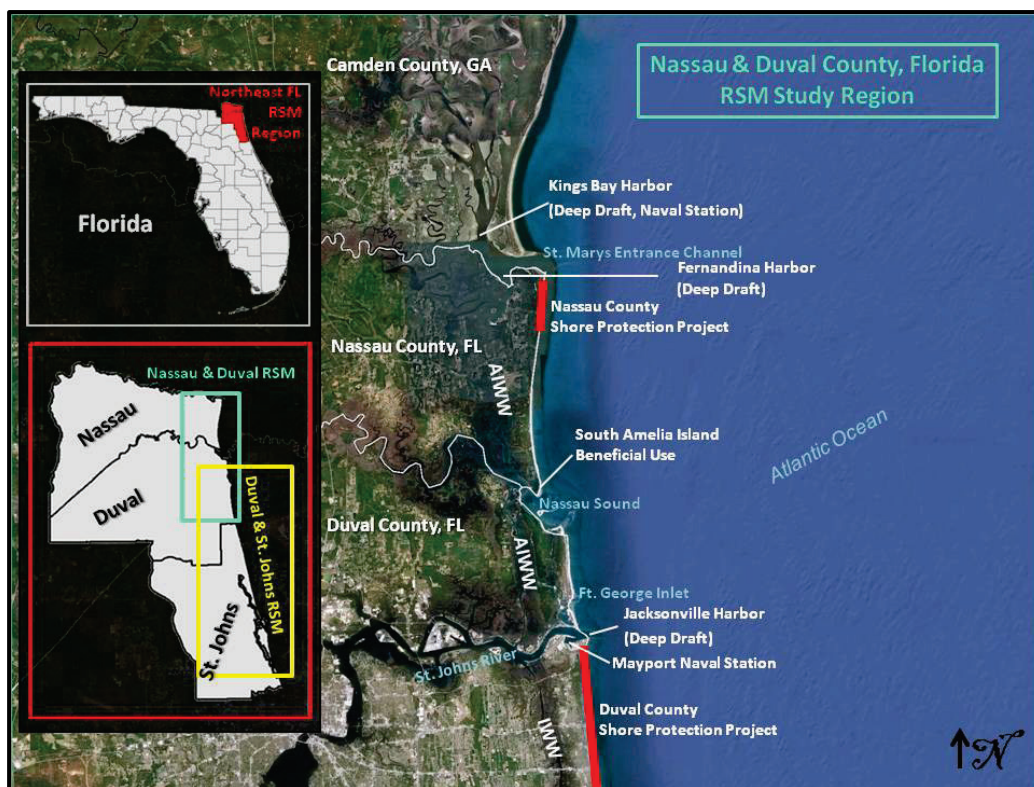 Nassau & Duval County, Florida
RSM Study Region
Camden County, GA
Northeast FL
RSM
Region
Florida
Kings Bay Harbor
(Deep Draft, Naval Station)
St. Marys Entrance Channel
Fernandina Harbor
(Deep Draft)
Nassau County
Shore Protection Project
Nassau County, FL
AIWW
Nassau & Duval RSM
Nassau
Duval
Duval & St. Johns RSM
St. Johns
South Amelia Island
Beneficial Use
Nassau Sound
Atlantic Ocean
Duval County, FL
AIWW
Ft. George Inlet
Jacksonville Harbor
(Deep Draft)
Mayport Naval Station
St. Johns River
Duval County
Shore Protection Project
IWW
N